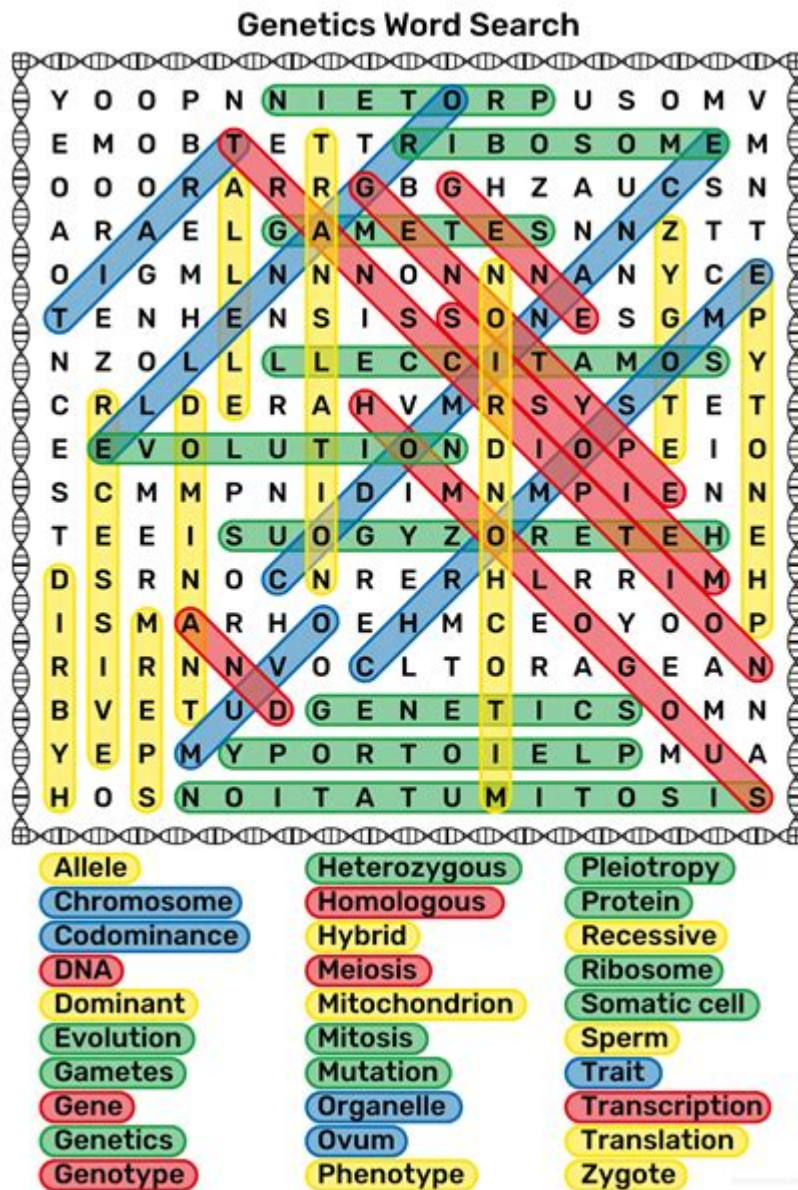 Genetics Word Search
Y O O P N N I E T O R P U S O M V
E M O B T E T T R I B O S O M E M
O O O R A R R G B G H Z A U C S N
A R A E L G A M E T E S N N Z T T
O I G M L N N N O N N N A N Y C E
T E N H E N S I S S O N E S G M P
N Z O L L L L E C C I T A M O S Y
C R L D E R A H V M R S Y S T E T
E E V O L U T I O N D I O P E I O
S C M M P N I D I M N M P I E N N
T E E I S U O G Y Z O R E T E H E
D S R N O C N R E R H L R R I M H
I S M A R H O E H M C E O Y O O P
R I R N N V O C L T O R A G E A N
B V E T U D G E N E T I C S O M N
Y E P M Y P O R T O I E L P M U A
H O S N O I T A T U M I T O S I S
Allele Heterozygous Pleiotropy
Chromosome Homologous Protein
Codominance Hybrid Recessive
DNA Meiosis Ribosome
Dominant Mitochondrion Somatic cell
Evolution Mitosis Sperm
Gametes Mutation Trait
Gene Organelle Transcription
Genetics Ovum Translation
Genotype Phenotype Zygote